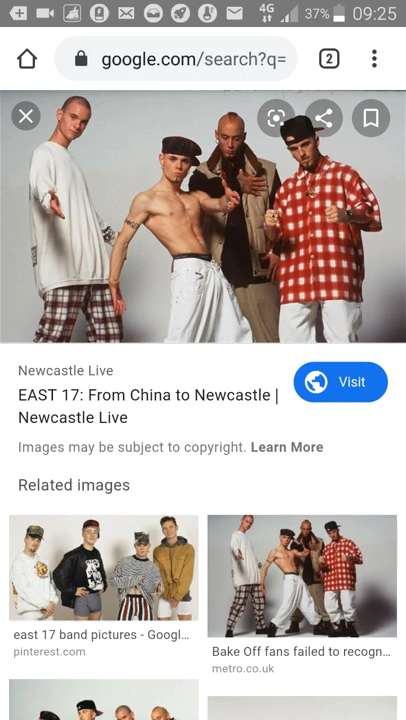 4G 37% 09:25
google.com/search?q=
2
Newcastle Live
EAST 17: From China to Newcastle |
Newcastle Live
Visit
Images may be subject to copyright. Learn More
Related images
east 17 band pictures - Googl...
pinterest.com
Bake Off fans failed to recogn...
metro.co.uk